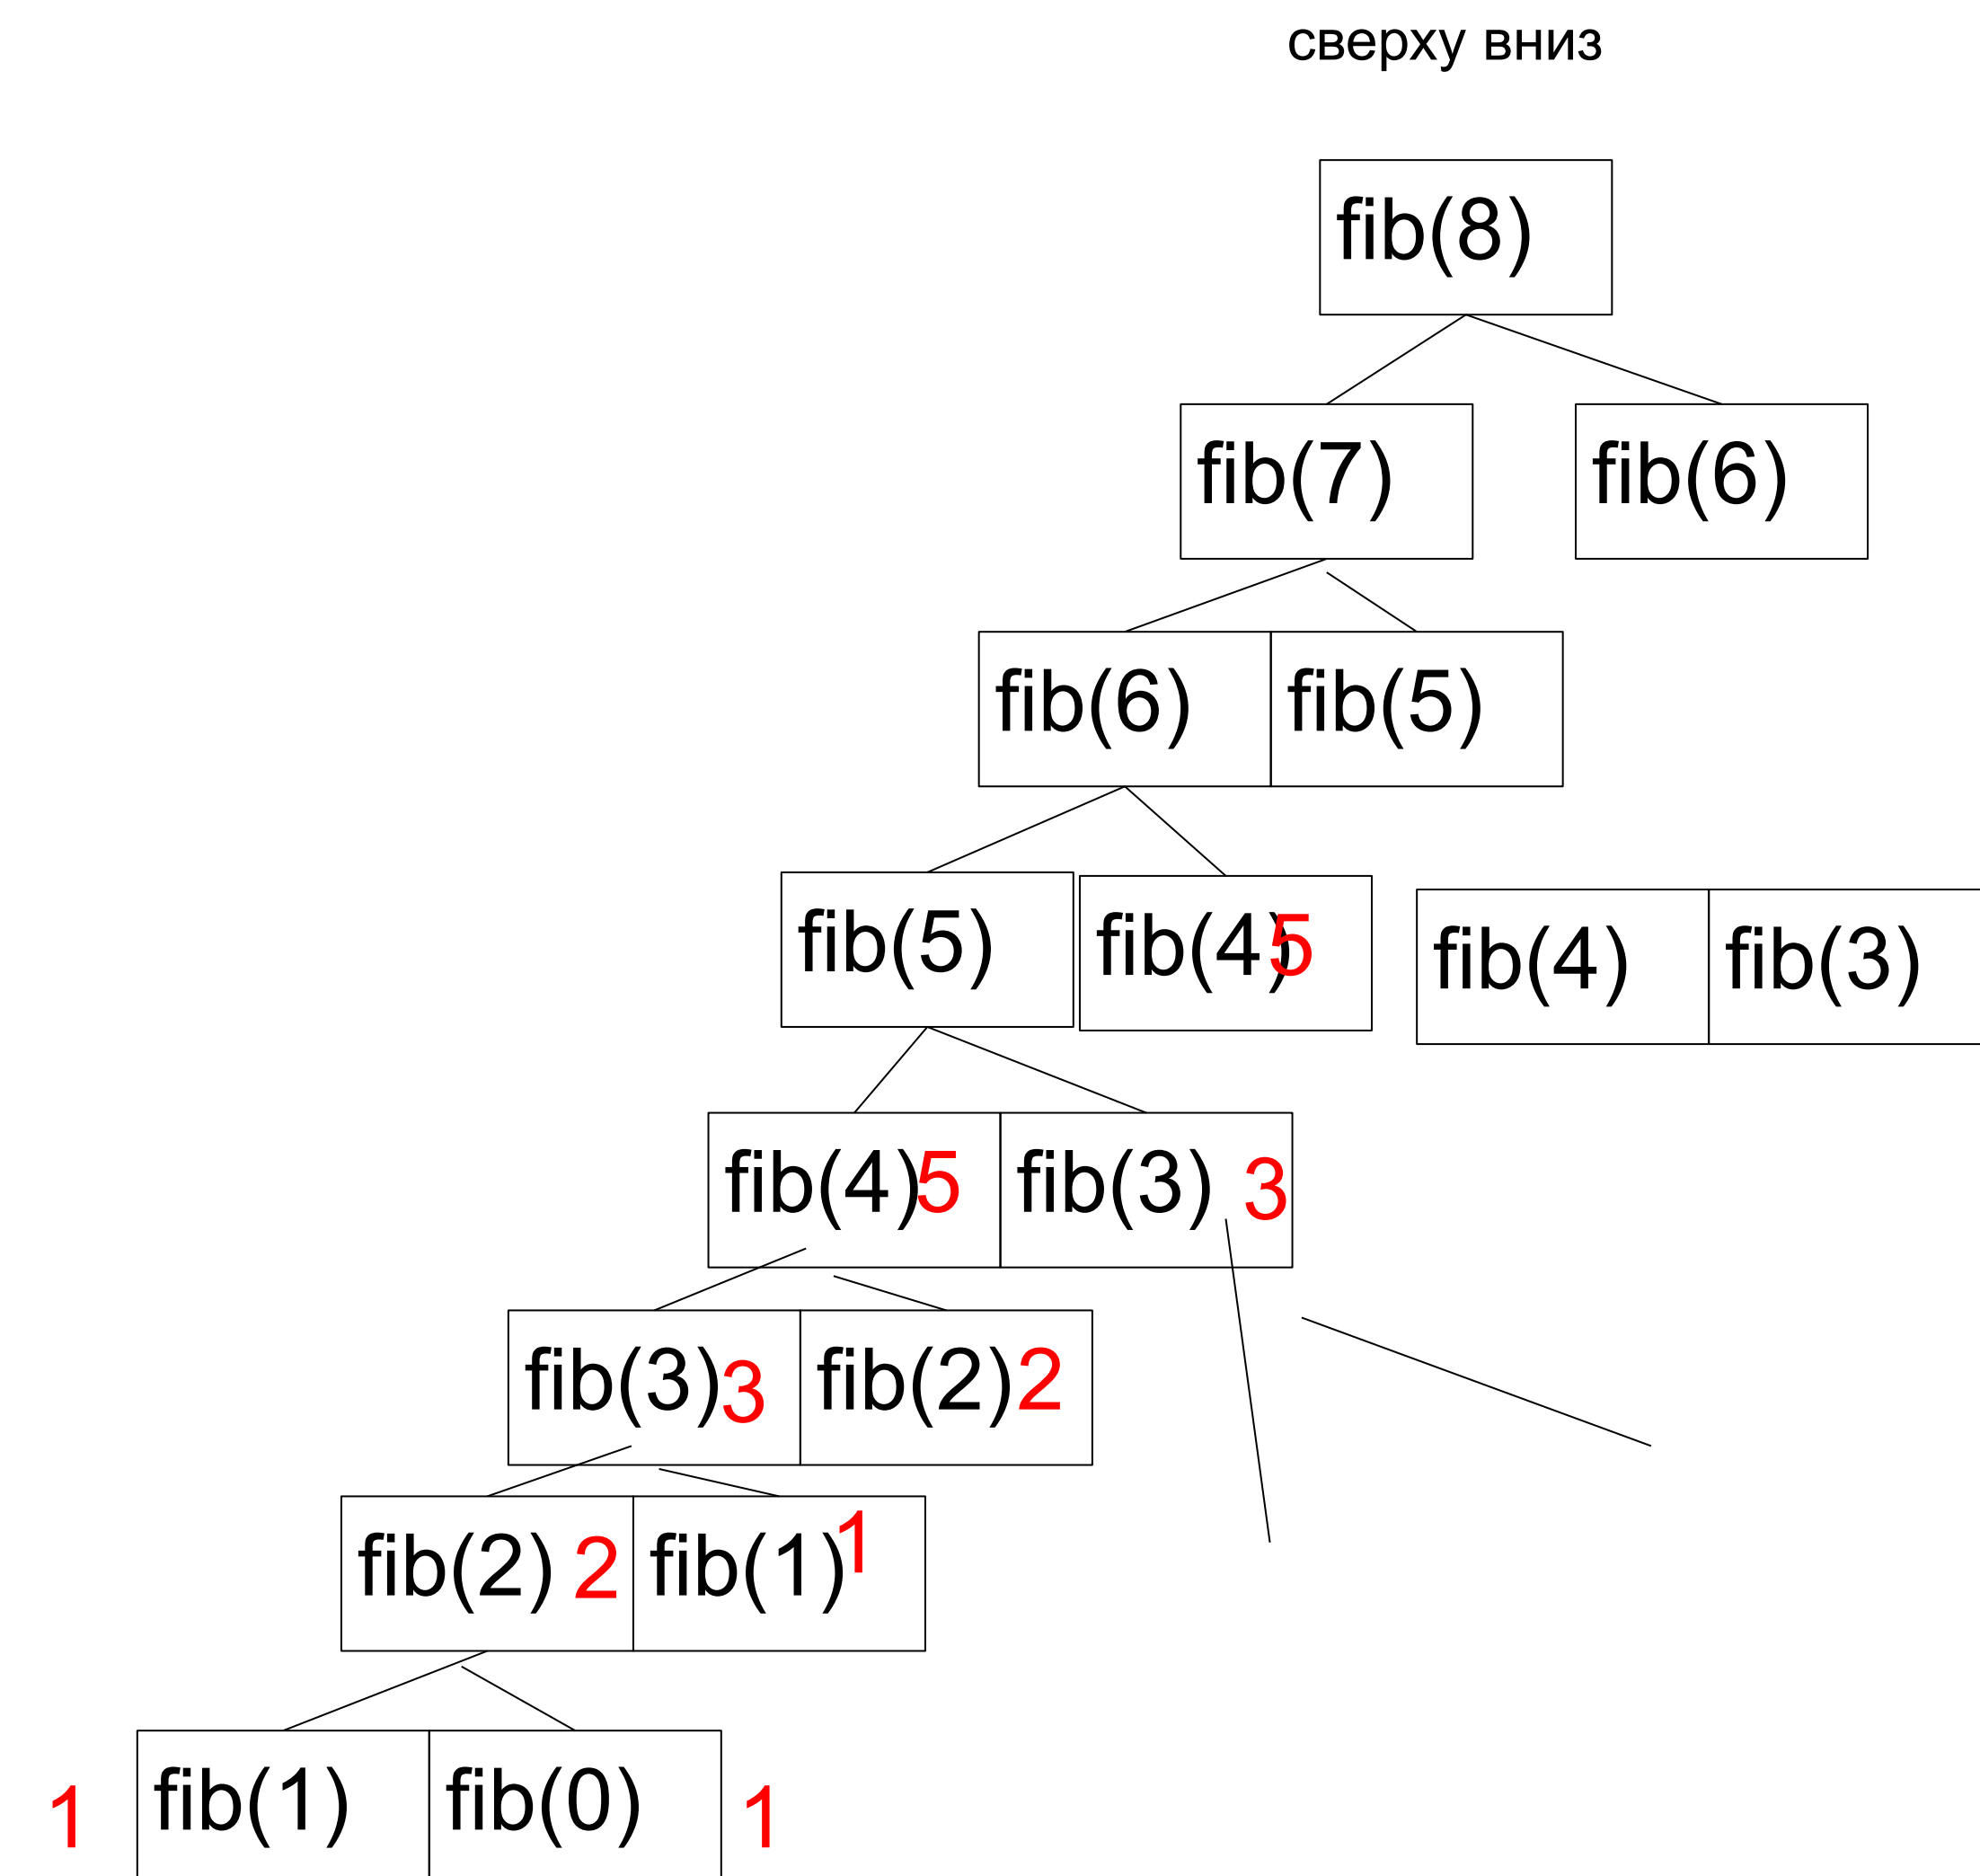 сверху вниз
fib(8)
fib(7) fib(6)
fib(6) fib(5)
fib(5) fib(4) 5 fib(4) fib(3)
fib(4) 5 fib(3) 3
fib(3) 3 fib(2) 2
fib(2) 2 fib(1) 1
1 fib(1) fib(0) 1